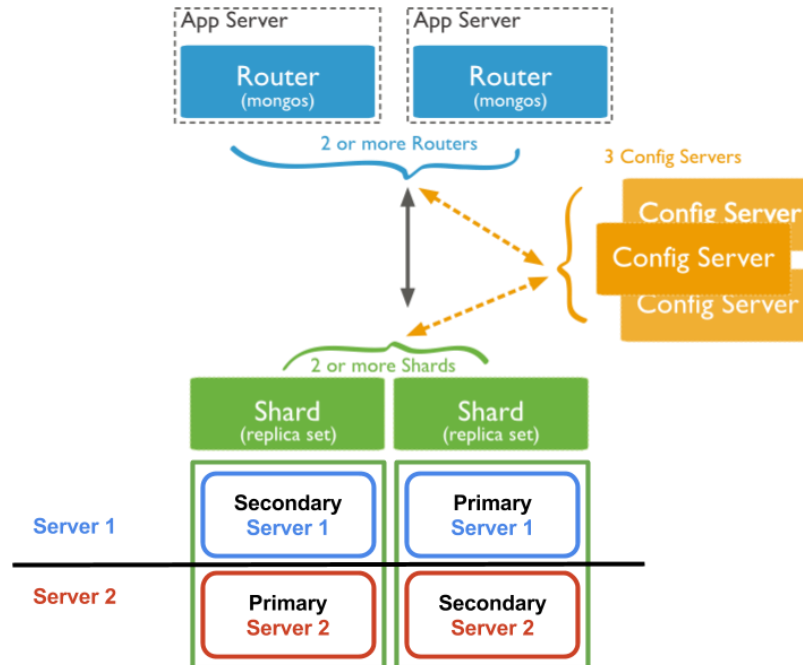 App Server
App Server
Router
(mongos)
Router
(mongos)
2 or more Routers
3 Config Servers
Config Server
Config Server
Config Server
2 or more Shards
Shard
(replica set)
Shard
(replica set)
Server 1
Secondary
Server 1
Primary
Server 1
Server 2
Primary
Server 2
Secondary
Server 2